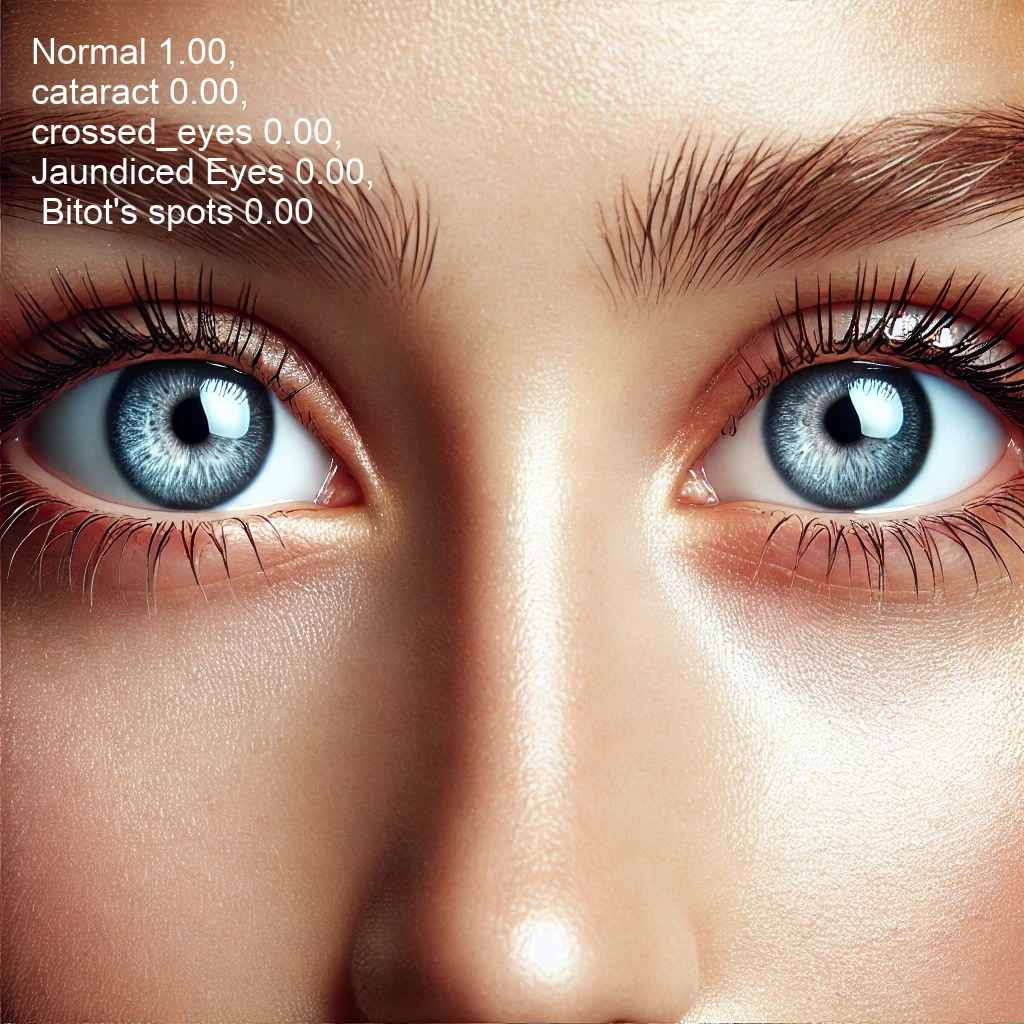 Normal 1.00,
cataract 0.00,
crossed_eyes 0.00,
Jaundiced Eyes 0.00,
Bitot's spots 0.00